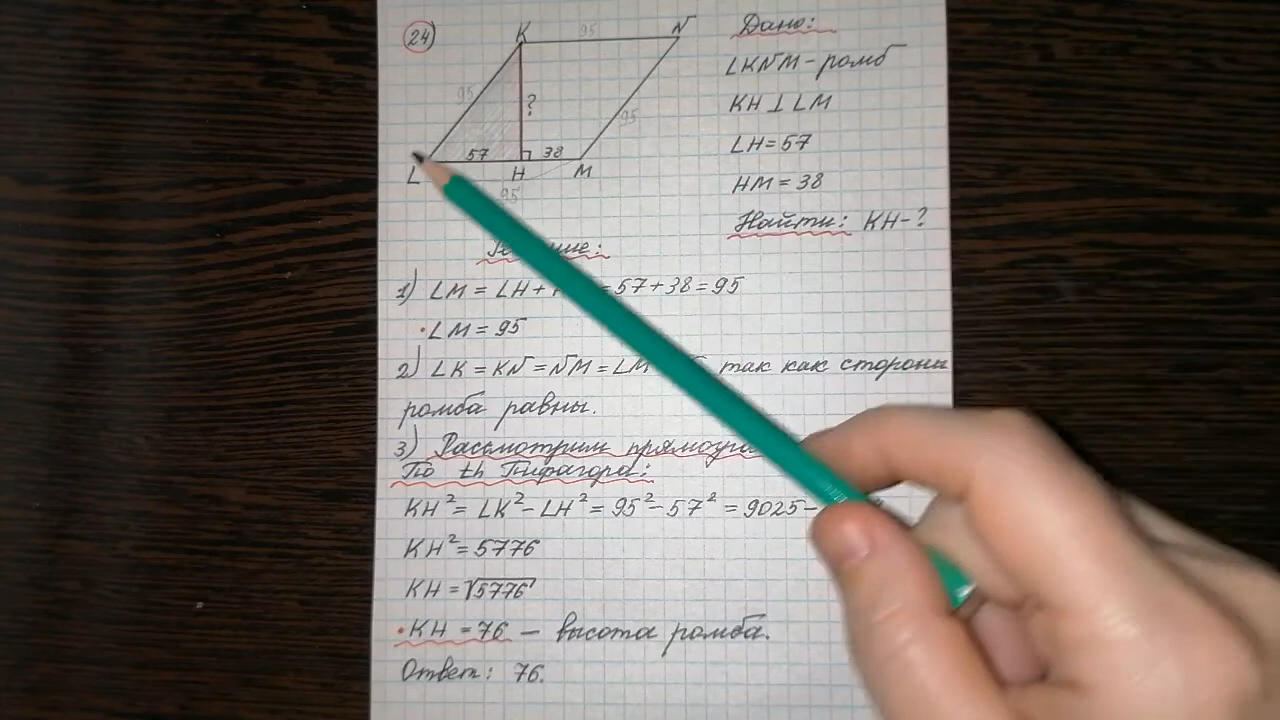 24)
K
95
N
Дано:
LKNM – ромб
95
?
95
KH ⊥ LM
57
38
LH = 57
L
H
M
95
HM = 38
Найти: KH – ?
1) LM = LH + = 57 + 38 = 95
• LM = 95
2) LK = KN = NM = LM так как стороны
ромба равны.
3) Рассмотрим
По th Пифагора:
KH² = LK² – LH² = 95² – 57² = 9025 –
KH² = 5776
KH = √5776
• KH = 76 – высота ромба.
Ответ: 76.